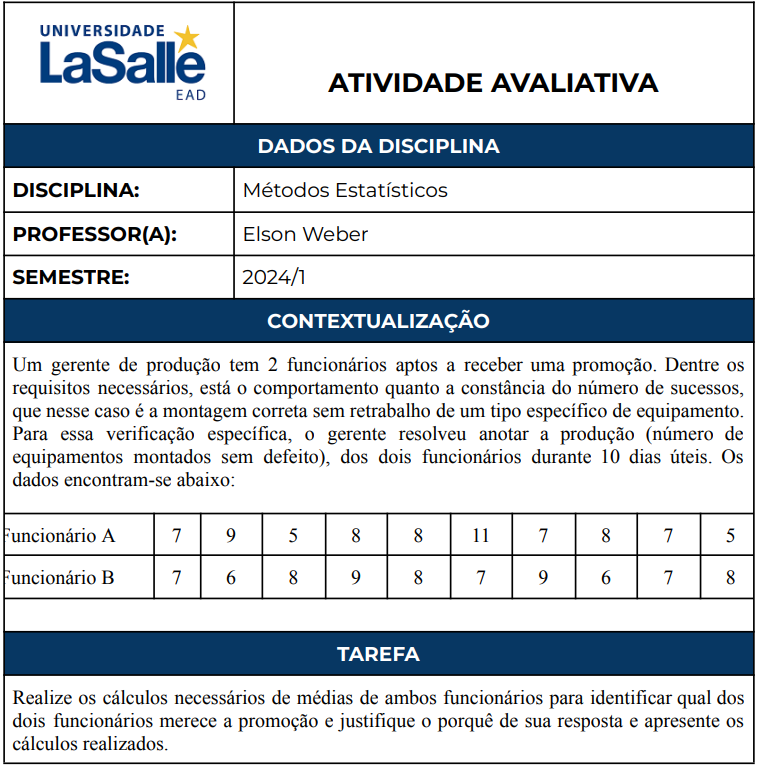 UNIVERSIDADE
LaSalle
EAD
ATIVIDADE AVALIATIVA
DADOS DA DISCIPLINA
DISCIPLINA: Métodos Estatísticos
PROFESSOR(A): Elson Weber
SEMESTRE: 2024/1
CONTEXTUALIZAÇÃO
Um gerente de produção tem 2 funcionários aptos a receber uma promoção. Dentre os
requisitos necessários, está o comportamento quanto a constância do número de sucessos,
que nesse caso é a montagem correta sem retrabalho de um tipo específico de equipamento.
Para essa verificação específica, o gerente resolveu anotar a produção (número de
equipamentos montados sem defeito), dos dois funcionários durante 10 dias úteis. Os
dados encontram-se abaixo:
Funcionário A 7 9 5 8 8 11 7 8 7 5
Funcionário B 7 6 8 9 8 7 9 6 7 8
TAREFA
Realize os cálculos necessários de médias de ambos funcionários para identificar qual dos
dois funcionários merece a promoção e justifique o porquê de sua resposta e apresente os
cálculos realizados.